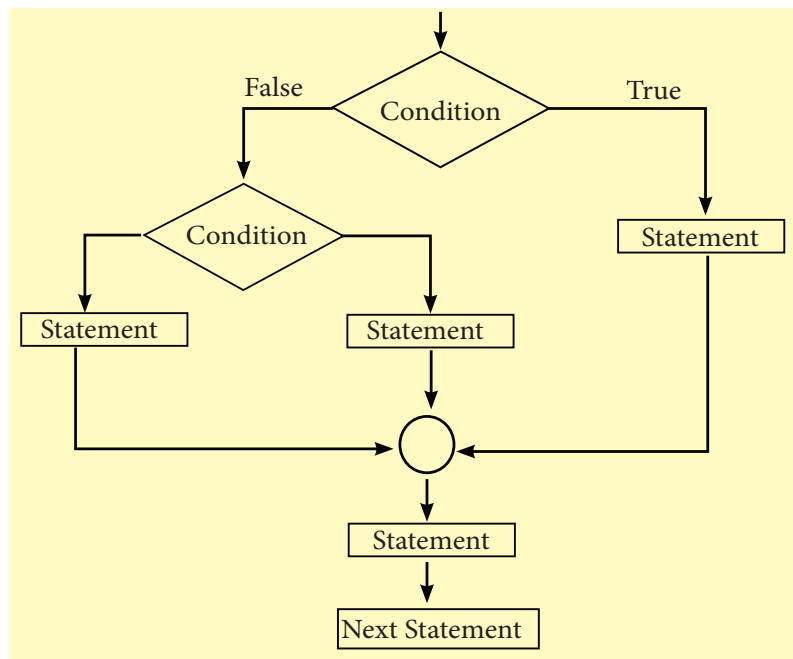 False
True
Condition
Condition
Statement
Statement
Statement
Statement
Next Statement